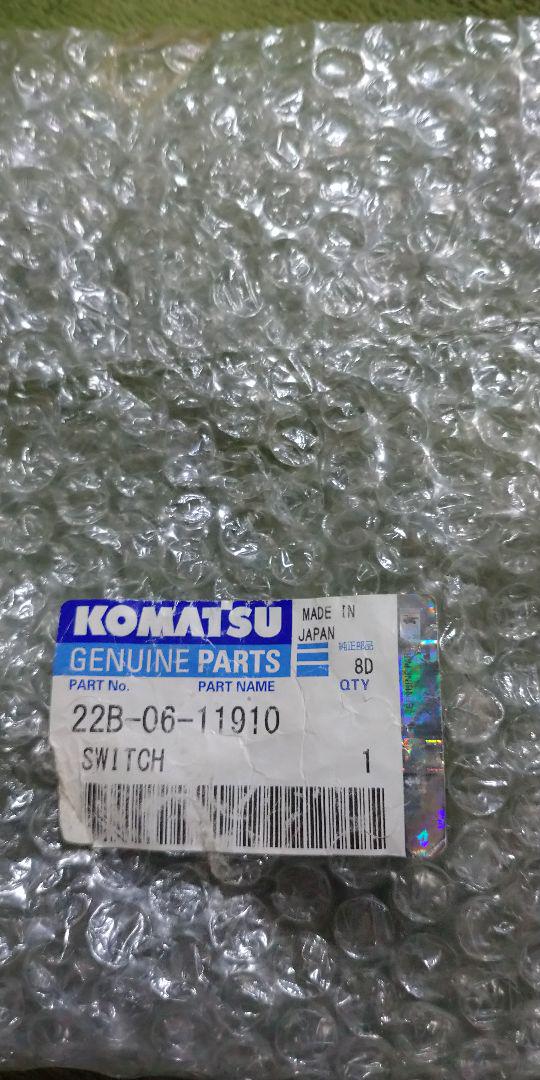 KOMATSU
GENUINE PARTS
MADE IN
JAPAN
純正部品
8D
PART No. PART NAME QTY
22B-06-11910
SWITCH 1